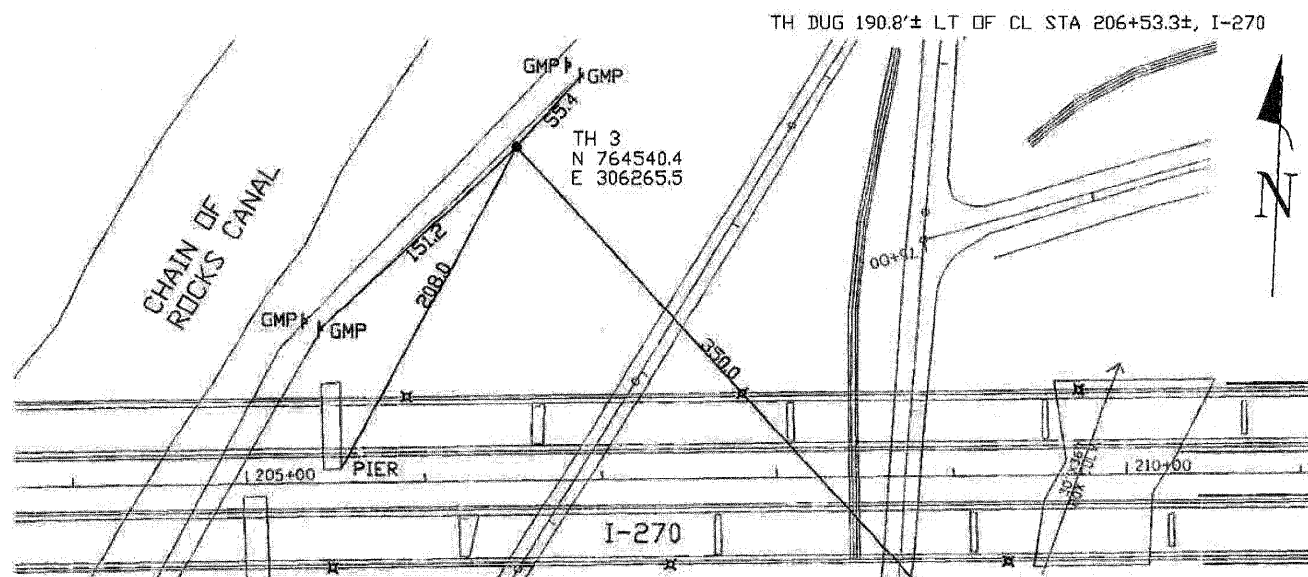 TH DUG 190.8'± LT OF CL STA 206+53.3±, I-270
GMP
GMP
55.4
TH 3
N 764540.4
E 306265.5
N
CHAIN OF
ROCKS CANAL
151.2
208.0
15+00
GMP
GMP
350.0
PIER
205+00
210+00
I-270